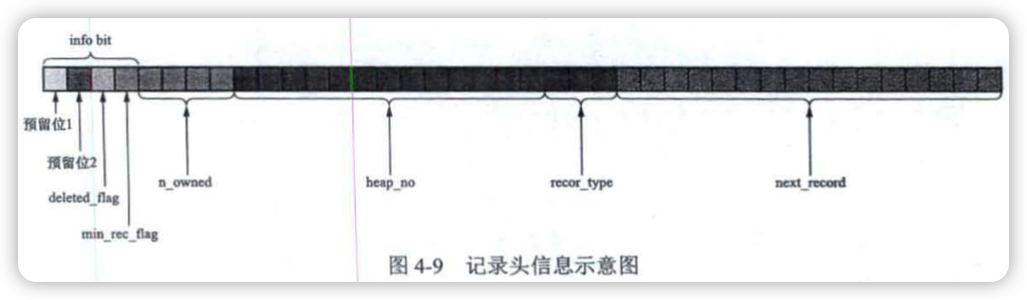 info bit
预留位1
预留位2
deleted_flag
min_rec_flag
n_owned
heap_no
recor_type
next_record
图 4-9 记录头信息示意图